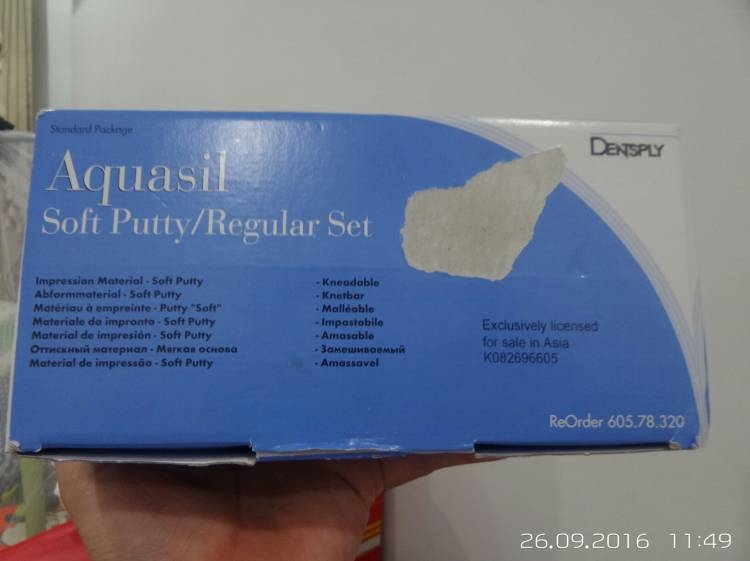 Standard Package
Aquasil
Soft Putty/Regular Set
DENTSPLY
Impression Material - Soft Putty - Kneadable
Abformmaterial - Soft Putty - Knetbar
Matériau à empreinte - Putty "Soft" - Malléable
Materiale da impronta - Soft Putty - Impastabile
Material de impresión - Soft Putty - Amasable
Оттискный материал - Мягкая основа - Замешиваемый
Material de impressão - Soft Putty - Amassavel
Exclusively licensed
for sale in Asia
K082696605
ReOrder 605.78.320
26.09.2016 11:49